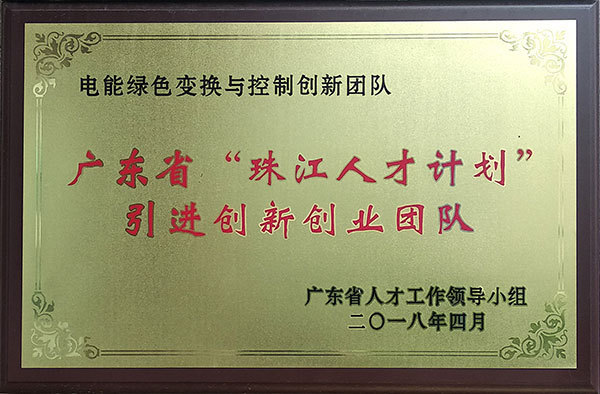 电能绿色变换与控制创新团队
广东省“珠江人才计划”
引进创新创业团队
广东省人才工作领导小组
二〇一八年四月